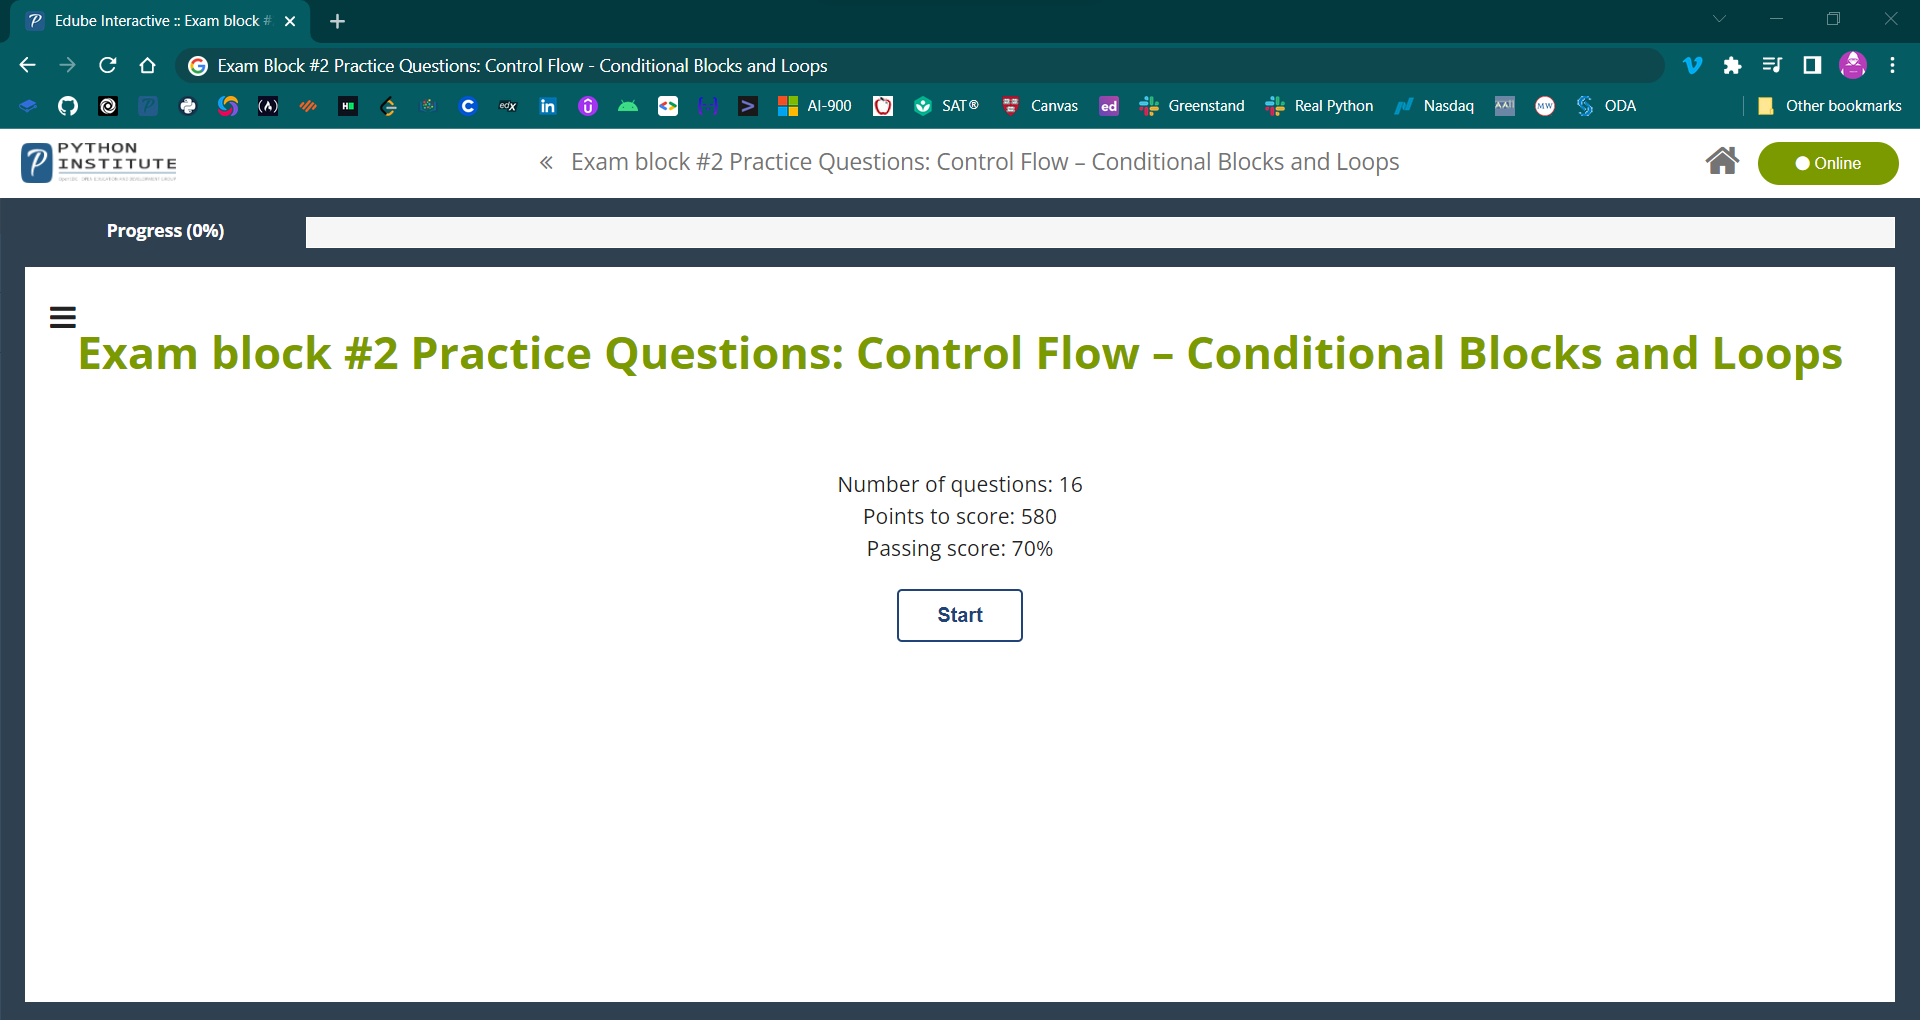 Edube Interactive :: Exam block #
Exam Block #2 Practice Questions: Control Flow - Conditional Blocks and Loops
AI-900
SAT®
Canvas
ed
Greenstand
Real Python
Nasdaq
MW
ODA
Other bookmarks
PYTHON
INSTITUTE
« Exam block #2 Practice Questions: Control Flow – Conditional Blocks and Loops
Online
Progress (0%)
Exam block #2 Practice Questions: Control Flow – Conditional Blocks and Loops
Number of questions: 16
Points to score: 580
Passing score: 70%
Start